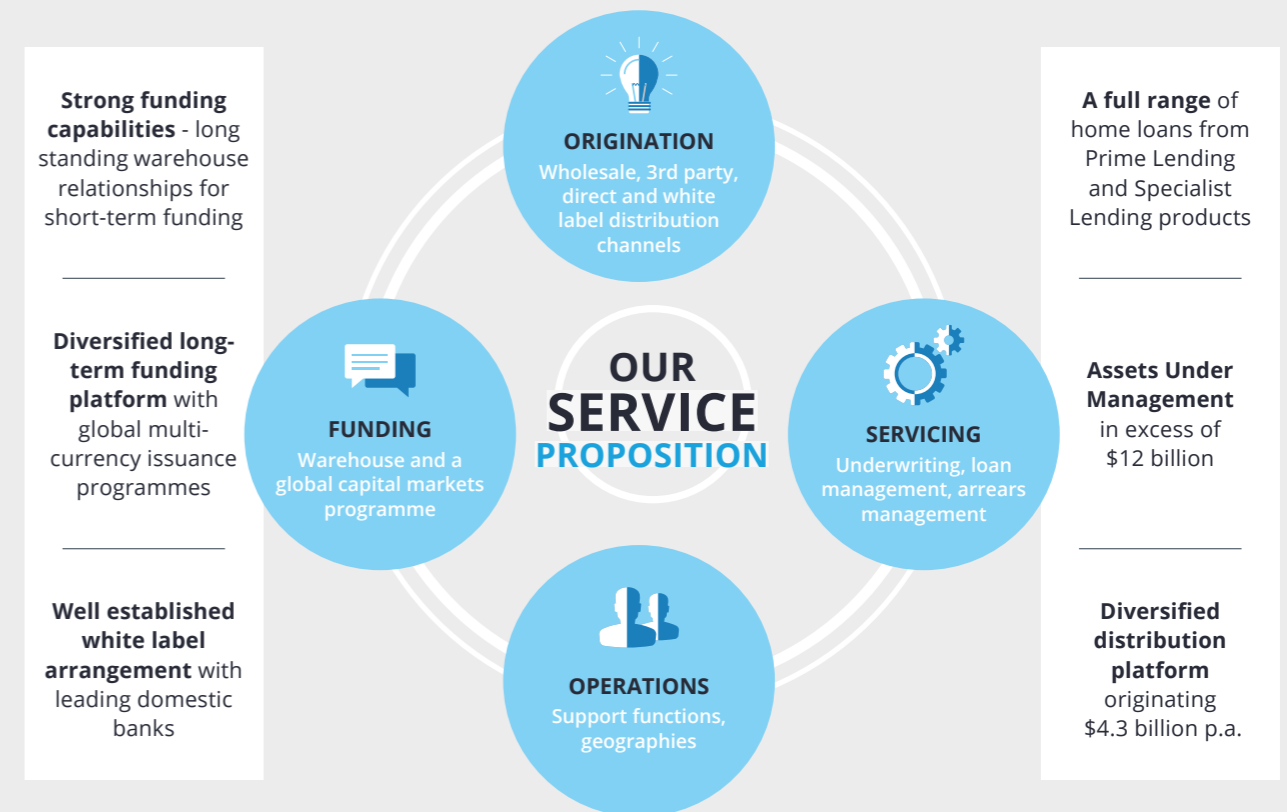 Strong funding
capabilities - long
standing warehouse
relationships for
short-term funding
Diversified long-
term funding
platform with
global multi-
currency issuance
programmes
Well established
white label
arrangement with
leading domestic
banks
ORIGINATION
Wholesale, 3rd party,
direct and white
label distribution
channels
FUNDING
Warehouse and a
global capital markets
programme
OUR
SERVICE
PROPOSITION
SERVICING
Underwriting, loan
management, arrears
management
OPERATIONS
Support functions,
geographies
A full range of
home loans from
Prime Lending
and Specialist
Lending products
Assets Under
Management
in excess of
$12 billion
Diversified
distribution
platform
originating
$4.3 billion p.a.